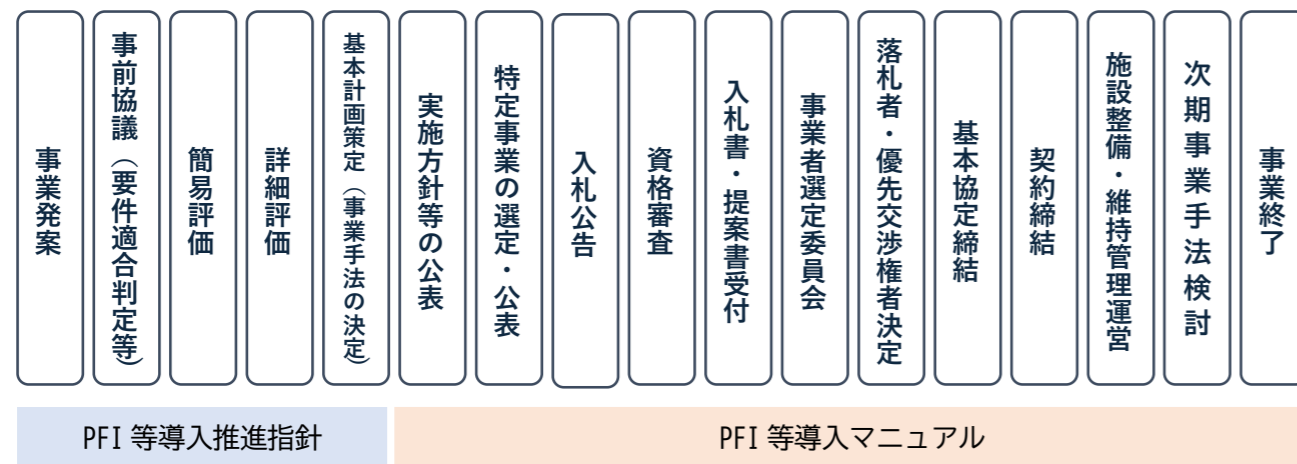 事業発案
事前協議（要件適合判定等）
簡易評価
詳細評価
基本計画策定（事業手法の決定）
実施方針等の公表
特定事業の選定・公表
入札公告
資格審査
入札書・提案書受付
事業者選定委員会
落札者・優先交渉権者決定
基本協定締結
契約締結
施設整備・維持管理運営
次期事業手法検討
事業終了
PFI 等導入推進指針
PFI 等導入マニュアル